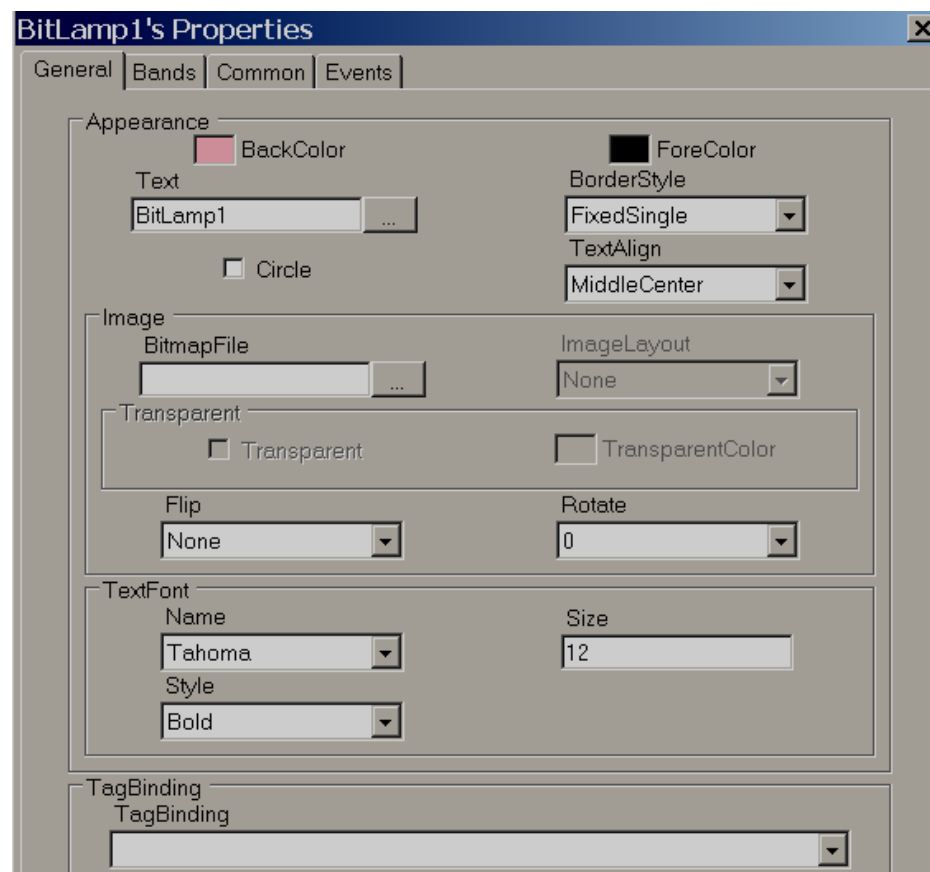 BitLamp1's Properties
General Bands Common Events
Appearance
BackColor ForeColor
Text BorderStyle
BitLamp1 ... FixedSingle
TextAlign
Circle MiddleCenter
Image
BitmapFile ImageLayout
... None
Transparent
Transparent TransparentColor
Flip Rotate
None 0
TextFont
Name Size
Tahoma 12
Style
Bold
TagBinding
TagBinding